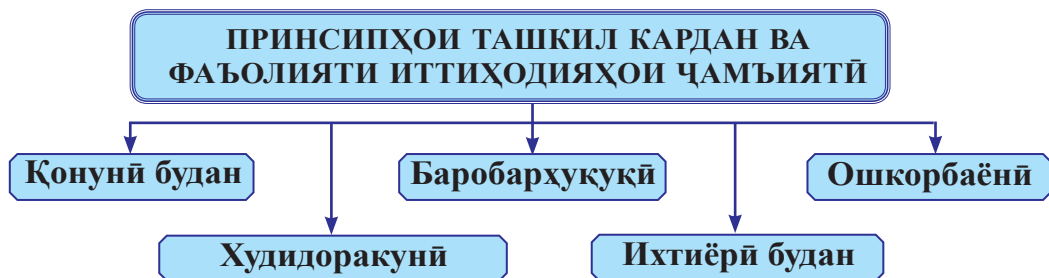 ПРИНСИПҲОИ ТАШКИЛ КАРДАН ВА
ФАЪОЛИЯТИ ИТТИҲОДИЯҲОИ ҶАМЪИЯТӢ
Қонунӣ будан
Баробарҳуқуқӣ
Ошкорбаёнӣ
Худидоракунӣ
Ихтиёрӣ будан